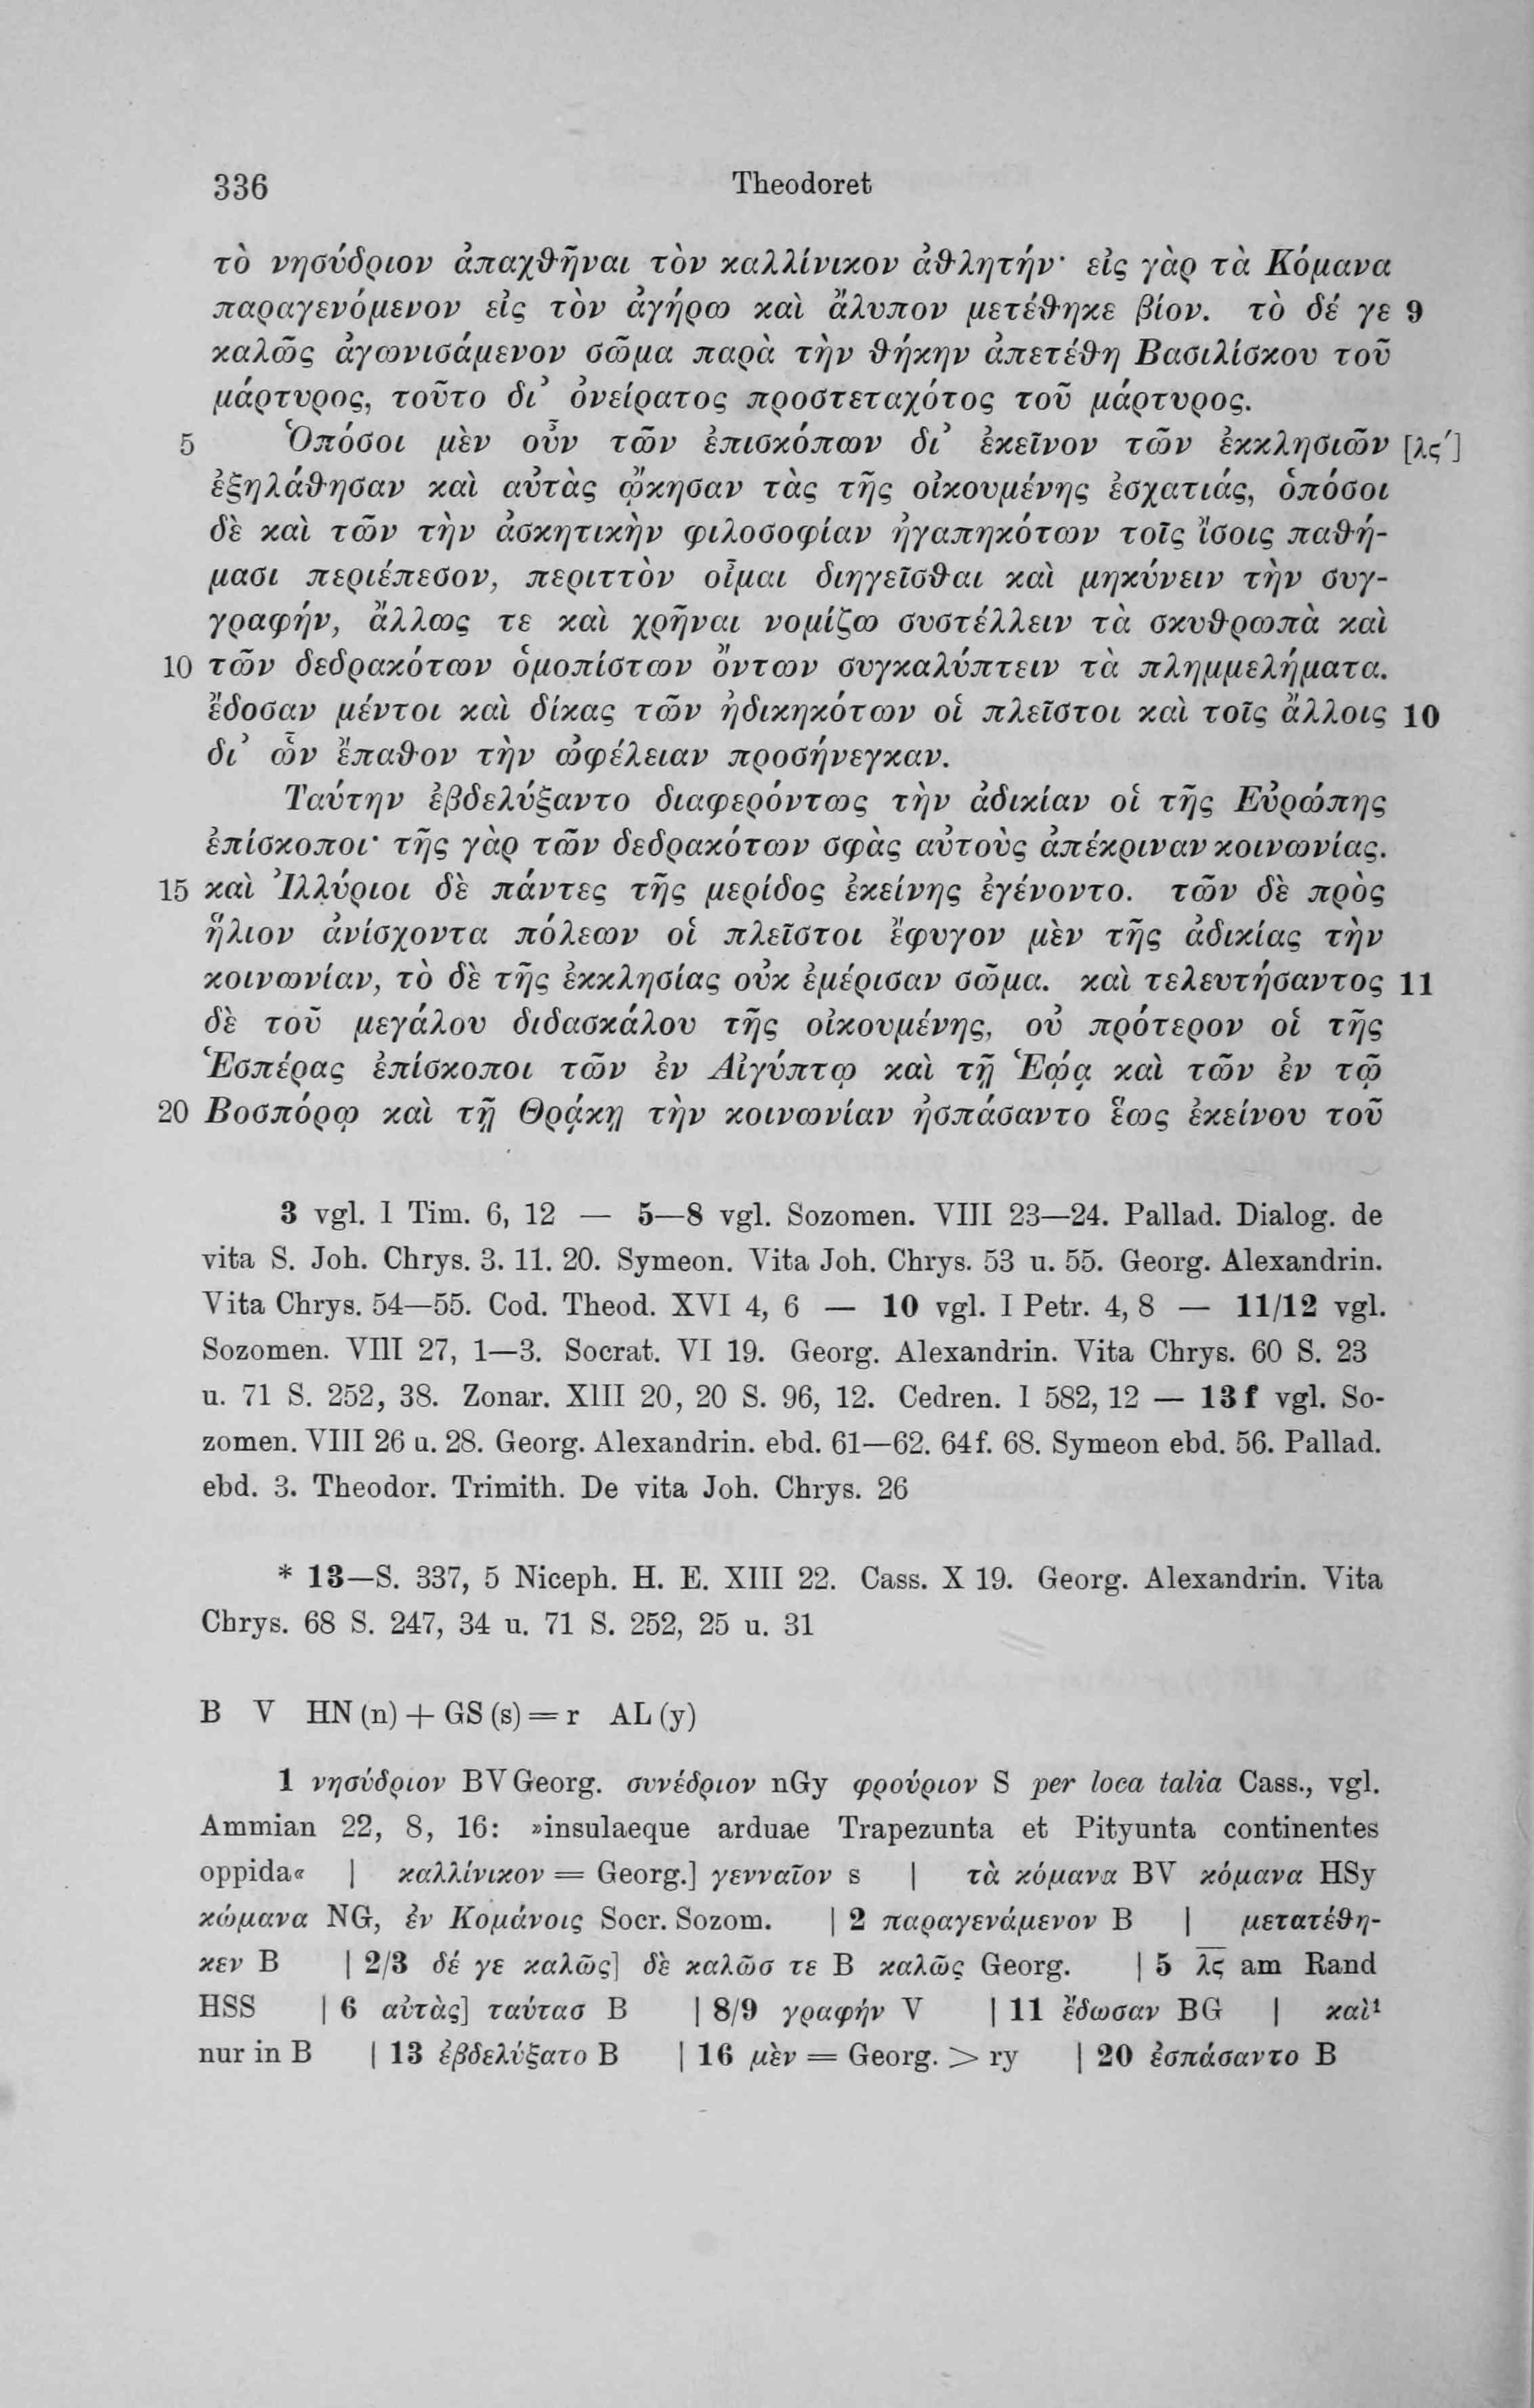 336 Theodoret
τὸ νησύδριον ἀπαχθῆναι τὸν καλλίνικον ἀθλητήν· εἰς γὰρ τὰ Κόμανα
παραγενόμενον εἰς τὸν ἀγήρω καὶ ἄλυπον μετέθηκε βίον. τὸ δέ γε 9
καλῶς ἀγωνισάμενον σῶμα παρὰ τὴν θήκην ἀπετέθη Βασιλίσκου τοῦ
μάρτυρος, τοῦτο δι’ ὀνείρατος προστεταχότος τοῦ μάρτυρος.
5 Ὁπόσοι μὲν οὖν τῶν ἐπισκόπων δι’ ἐκεῖνον τῶν ἐκκλησιῶν [λς´]
ἐξηλάθησαν καὶ αὐτὰς ᾤκησαν τὰς τῆς οἰκουμένης ἐσχατιάς, ὁπόσοι
δὲ καὶ τῶν τὴν ἀσκητικὴν φιλοσοφίαν ἠγαπηκότων τοῖς ἴσοις παθή-
μασι περιέπεσον, περιττὸν οἶμαι διηγεῖσθαι καὶ μηκύνειν τὴν συγ-
γραφήν, ἄλλως τε καὶ χρῆναι νομίζω συστέλλειν τὰ σκυθρωπὰ καὶ
10 τῶν δεδρακότων ὁμοπίστων ὄντων συγκαλύπτειν τὰ πλημμελήματα.
ἔδοσαν μέντοι καὶ δίκας τῶν ἠδικηκότων οἱ πλεῖστοι καὶ τοῖς ἄλλοις 10
δι’ ὧν ἔπαθον τὴν ὠφέλειαν προσήνεγκαν.
Ταύτην ἐβδελύξαντο διαφερόντως τὴν ἀδικίαν οἱ τῆς Εὐρώπης
ἐπίσκοποι· τῆς γὰρ τῶν δεδρακότων σφὰς αὐτοὺς ἀπέκριναν κοινωνίας.
15 καὶ Ἰλλύριοι δὲ πάντες τῆς μερίδος ἐκείνης ἐγένοντο. τῶν δὲ πρὸς
ἥλιον ἀνίσχοντα πόλεων οἱ πλεῖστοι ἔφυγον μὲν τῆς ἀδικίας τὴν
κοινωνίαν, τὸ δὲ τῆς ἐκκλησίας οὐκ ἐμέρισαν σῶμα. καὶ τελευτήσαντος 11
δὲ τοῦ μεγάλου διδασκάλου τῆς οἰκουμένης, οὐ πρότερον οἱ τῆς
Ἑσπέρας ἐπίσκοποι τῶν ἐν Αἰγύπτῳ καὶ τῇ Ἑῴᾳ καὶ τῶν ἐν τῷ
20 Βοσπόρῳ καὶ τῇ Θρᾴκῃ τὴν κοινωνίαν ἠσπάσαντο ἕως ἐκείνου τοῦ
3 vgl. I Tim. 6, 12 — 5—8 vgl. Sozomen. VIII 23—24. Pallad. Dialog. de
vita S. Joh. Chrys. 3. 11. 20. Symeon. Vita Joh. Chrys. 53 u. 55. Georg. Alexandrin.
Vita Chrys. 54—55. Cod. Theod. XVI 4, 6 — 10 vgl. I Petr. 4, 8 — 11/12 vgl.
Sozomen. VIII 27, 1—3. Socrat. VI 19. Georg. Alexandrin. Vita Chrys. 60 S. 23
u. 71 S. 252, 38. Zonar. XIII 20, 20 S. 96, 12. Cedren. I 582, 12 — 13 f vgl. So-
zomen. VIII 26 u. 28. Georg. Alexandrin. ebd. 61—62. 64f. 68. Symeon ebd. 56. Pallad.
ebd. 3. Theodor. Trimith. De vita Joh. Chrys. 26
* 13—S. 337, 5 Niceph. H. E. XIII 22. Cass. X 19. Georg. Alexandrin. Vita
Chrys. 68 S. 247, 34 u. 71 S. 252, 25 u. 31
B V HN (n) + GS (s) = r AL (y)
1 νησύδριον BV Georg. συνέδριον nGy φρούριον S per loca talia Cass., vgl.
Ammian 22, 8, 16: »insulaeque arduae Trapezunta et Pityunta continentes
oppida« | καλλίνικον = Georg.] γενναῖον s | τὰ κόμανα BV κόμανα HSy
κώμανα NG, ἐν Κομάνοις Socr. Sozom. | 2 παραγενάμενον B | μετατέθη-
κεν B | 2/3 δέ γε καλῶς] δὲ καλῶσ τε B καλῶς Georg. | 5 λς am Rand
HSS | 6 αὐτὰς] ταύτασ B | 8/9 γραφήν V | 11 ἔδωσαν BG | καὶ¹
nur in B | 13 ἐβδελύξατο B | 16 μὲν = Georg. > ry | 20 ἐσπάσαντο B